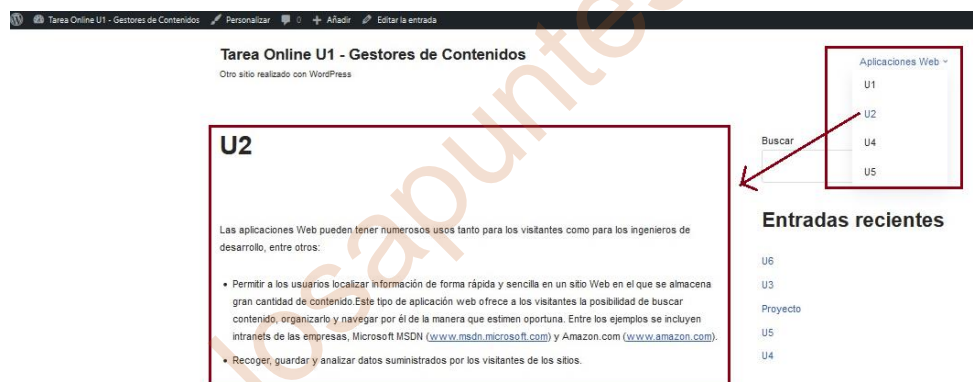 Tarea Online U1 - Gestores de Contenidos Personalizar 0 Añadir Editar la entrada
Tarea Online U1 - Gestores de Contenidos
Otro sitio realizado con WordPress
Aplicaciones Web
U1
U2
U4
U5
U2
Las aplicaciones Web pueden tener numerosos usos tanto para los visitantes como para los ingenieros de
desarrollo, entre otros:
• Permitir a los usuarios localizar información de forma rápida y sencilla en un sitio Web en el que se almacena
gran cantidad de contenido.Este tipo de aplicación web ofrece a los visitantes la posibilidad de buscar
contenido, organizarlo y navegar por él de la manera que estimen oportuna. Entre los ejemplos se incluyen
intranets de las empresas, Microsoft MSDN (www.msdn.microsoft.com) y Amazon.com (www.amazon.com).
• Recoger, guardar y analizar datos suministrados por los visitantes de los sitios.
Buscar
Entradas recientes
U6
U3
Proyecto
U5
U4
losapuntes